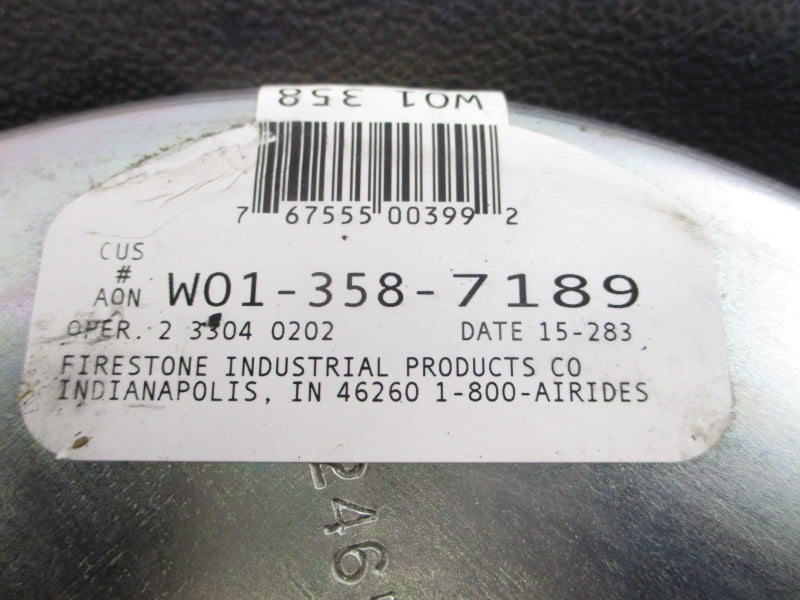 W01 358
7 67555 00399 2
CUS
#
AON W01-358-7189
OPER. 2 3304 0202 DATE 15-283
FIRESTONE INDUSTRIAL PRODUCTS CO
INDIANAPOLIS, IN 46260 1-800-AIRIDES
246